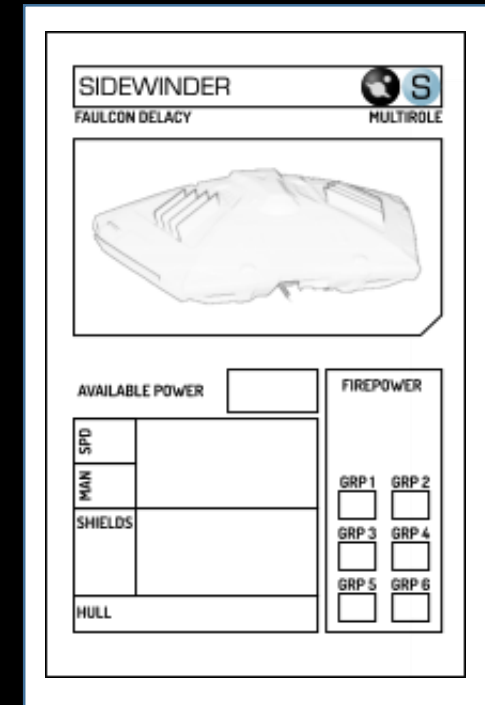 SIDEWINDER S
FAULCON DELACY MULTIROLE
AVAILABLE POWER
SPD
MAN
SHIELDS
HULL
FIREPOWER
GRP 1 GRP 2
GRP 3 GRP 4
GRP 5 GRP 6